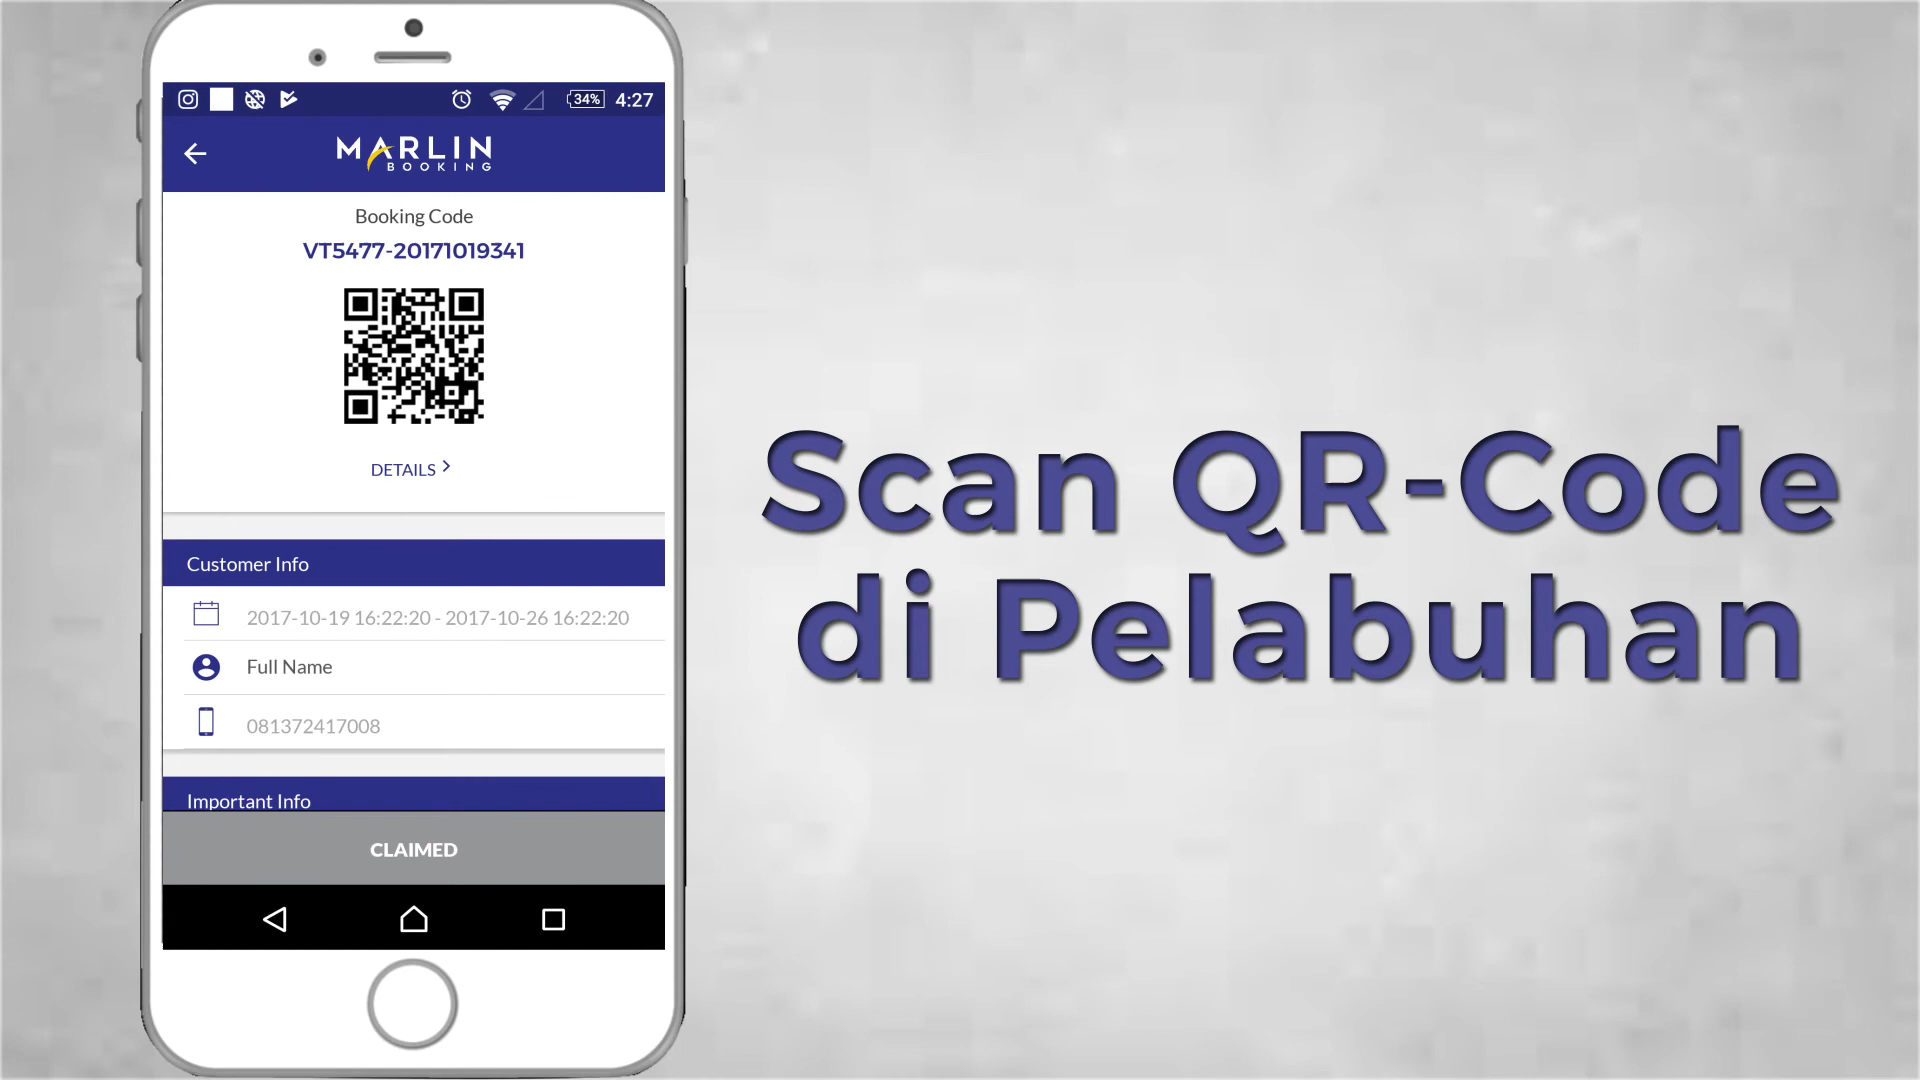 34% 4:27
MARLIN
BOOKING
Booking Code
VT5477-20171019341
DETAILS
Customer Info
2017-10-19 16:22:20 - 2017-10-26 16:22:20
Full Name
081372417008
Important Info
CLAIMED
Scan QR-Code
di Pelabuhan